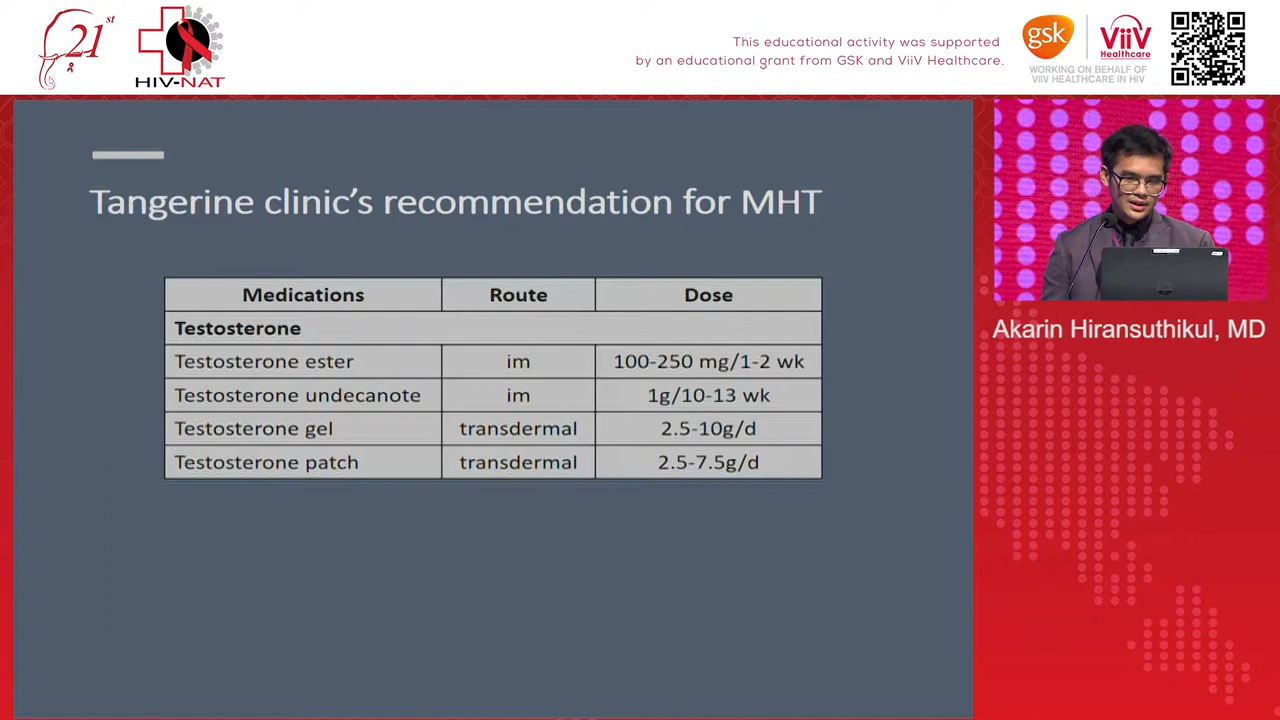 21st
HIV-NAT
This educational activity was supported
by an educational grant from GSK and ViiV Healthcare.
gsk
ViiV
Healthcare
WORKING ON BEHALF OF
VIIV HEALTHCARE IN HIV
Tangerine clinic's recommendation for MHT
Medications Route Dose
Testosterone
Testosterone ester im 100-250 mg/1-2 wk
Testosterone undecanote im 1g/10-13 wk
Testosterone gel transdermal 2.5-10g/d
Testosterone patch transdermal 2.5-7.5g/d
Akarin Hiransuthikul, MD